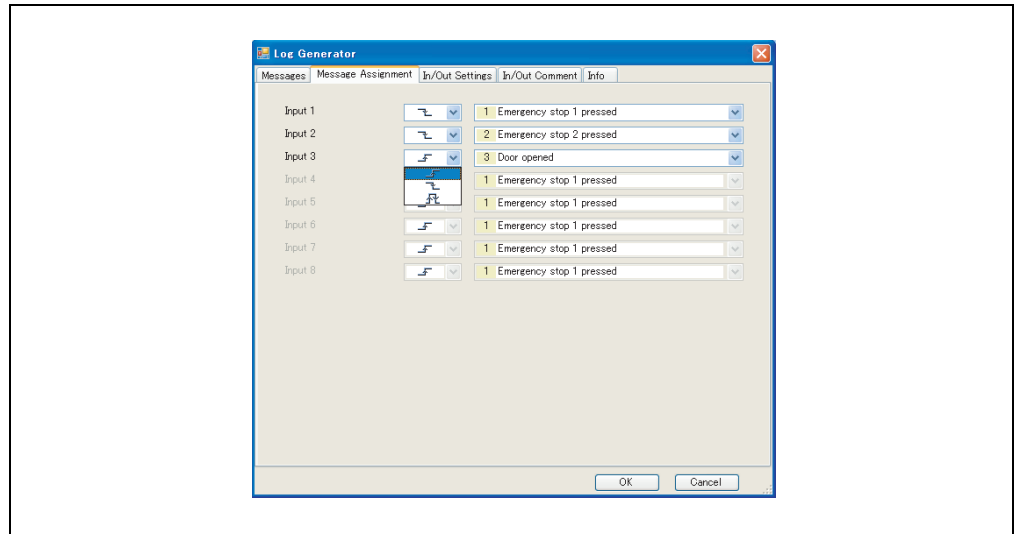 Log Generator
Messages Message Assignment In/Out Settings In/Out Comment Info
Input 1 1 Emergency stop 1 pressed
Input 2 2 Emergency stop 2 pressed
Input 3 3 Door opened
Input 4 1 Emergency stop 1 pressed
Input 5 1 Emergency stop 1 pressed
Input 6 1 Emergency stop 1 pressed
Input 7 1 Emergency stop 1 pressed
Input 8 1 Emergency stop 1 pressed
OK Cancel